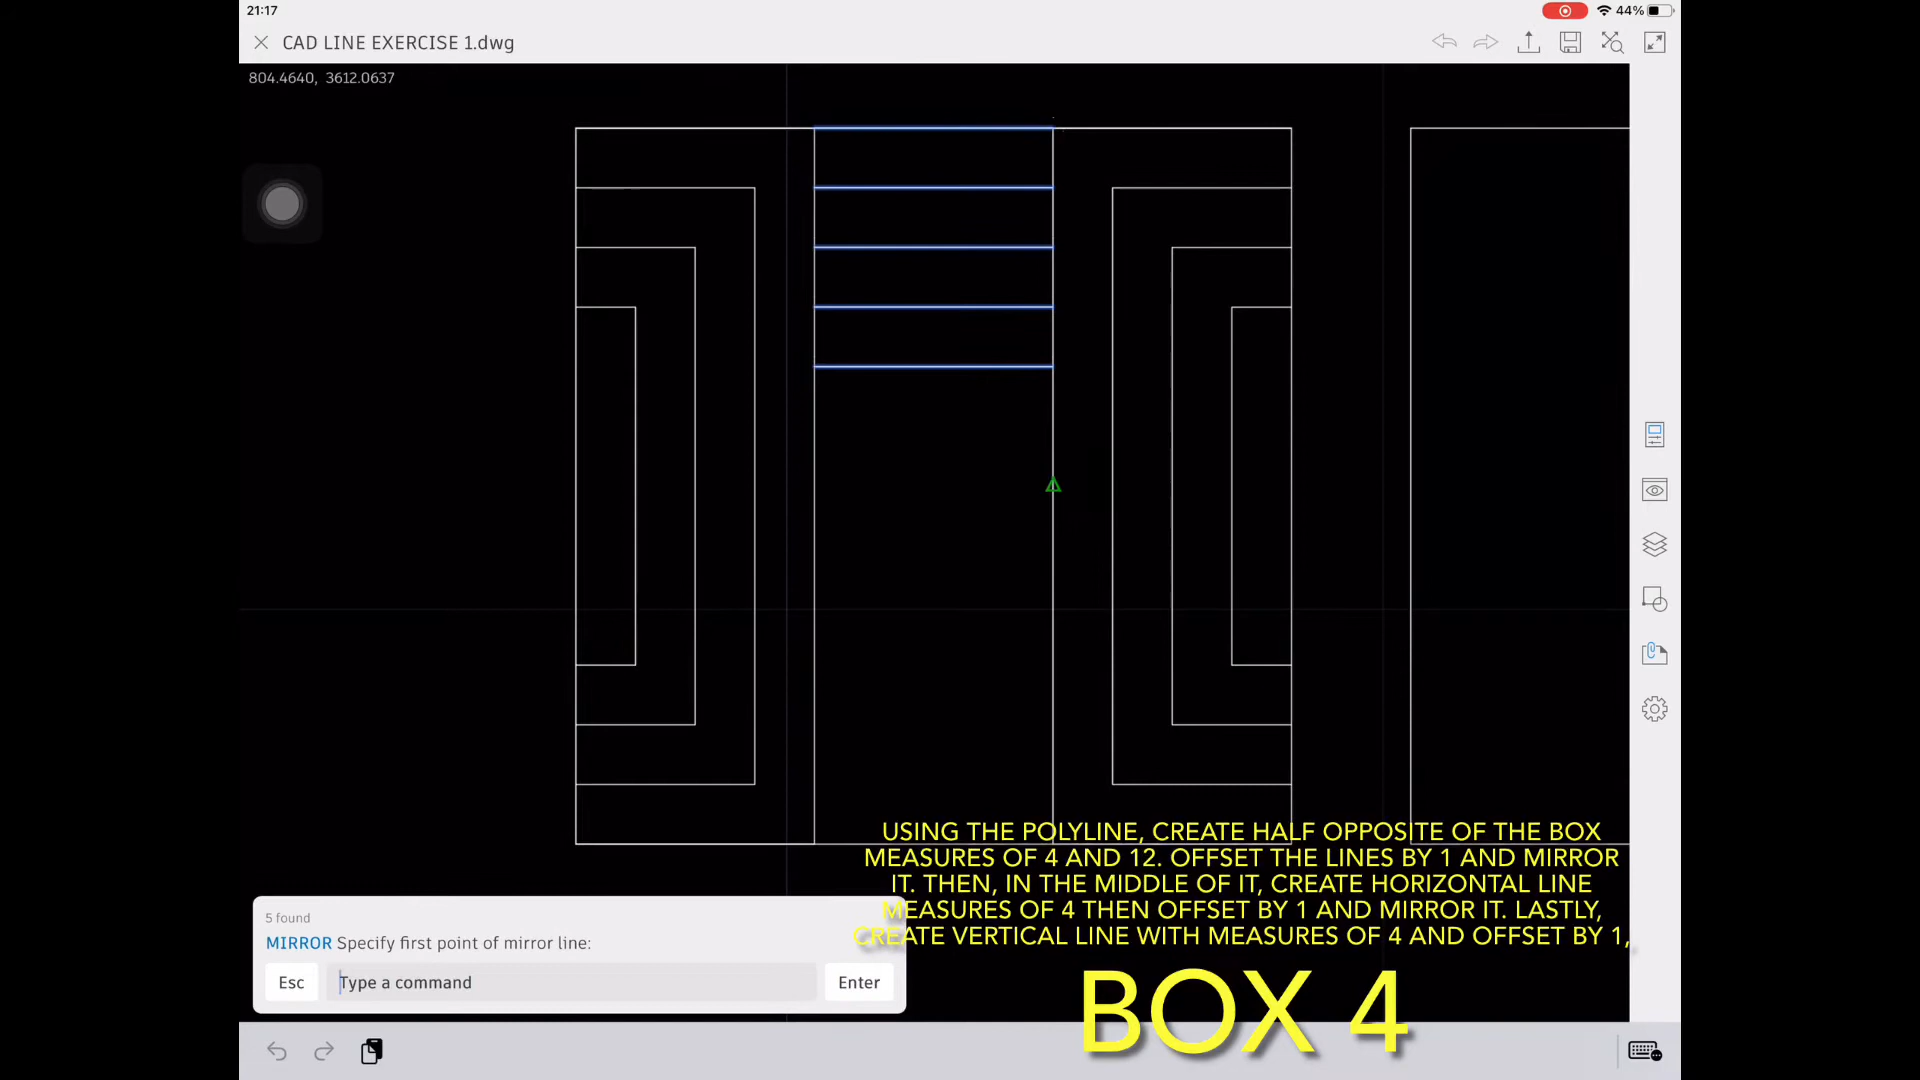 21:17
44%
CAD LINE EXERCISE 1.dwg
804.4640, 3612.0637
USING THE POLYLINE, CREATE HALF OPPOSITE OF THE BOX
MEASURES OF 4 AND 12. OFFSET THE LINES BY 1 AND MIRROR
IT. THEN, IN THE MIDDLE OF IT, CREATE HORIZONTAL LINE
MEASURES OF 4 THEN OFFSET BY 1 AND MIRROR IT. LASTLY,
CREATE VERTICAL LINE WITH MEASURES OF 4 AND OFFSET BY 1,
5 found
MIRROR Specify first point of mirror line:
Esc
Type a command
Enter
BOX 4